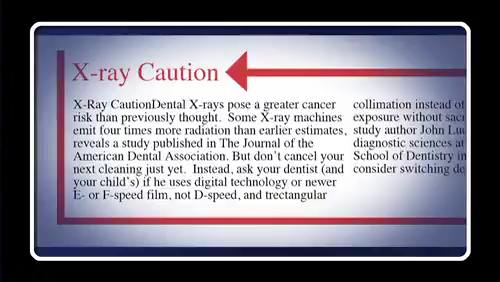 X-ray Caution
X-Ray CautionDental X-rays pose a greater cancer
risk than previously thought. Some X-ray machines
emit four times more radiation than earlier estimates,
reveals a study published in The Journal of the
American Dental Association. But don't cancel your
next cleaning just yet. Instead, ask your dentist (and
your child's) if he uses digital technology or newer
E- or F-speed film, not D-speed, and trectangular
collimation instead of
exposure without
study author John
diagnostic sciences at
School of Dentistry in
consider switching